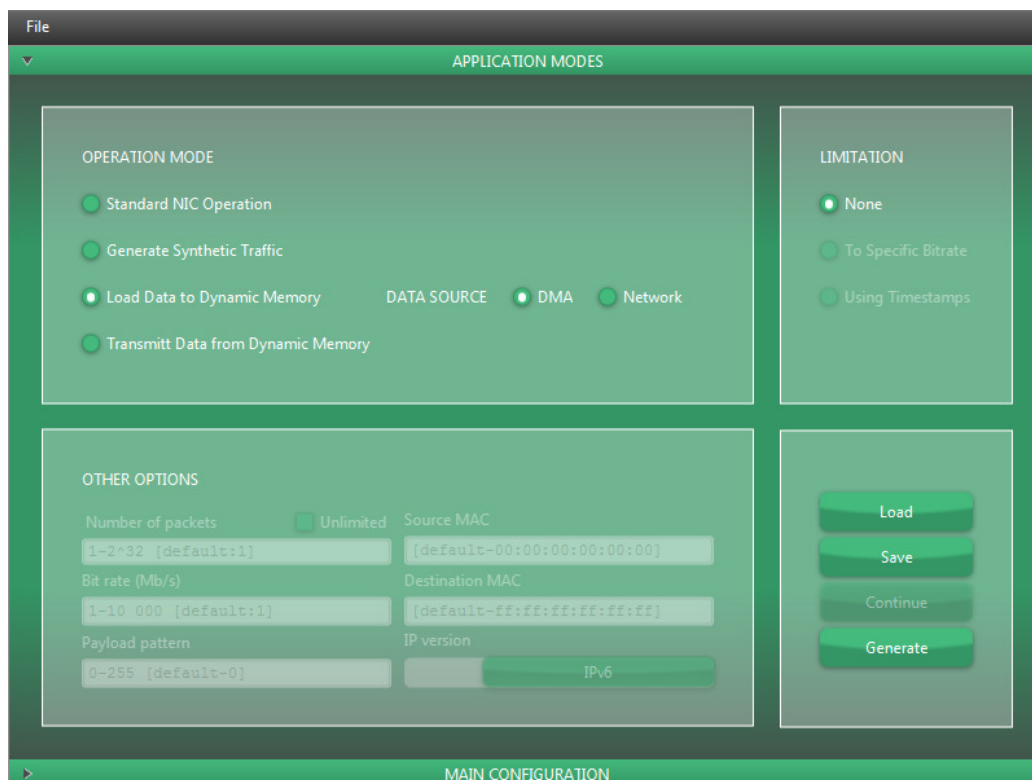 File
APPLICATION MODES
OPERATION MODE
Standard NIC Operation
Generate Synthetic Traffic
Load Data to Dynamic Memory DATA SOURCE DMA Network
Transmitt Data from Dynamic Memory
LIMITATION
None
To Specific Bitrate
Using Timestamps
OTHER OPTIONS
Number of packets Unlimited
1-2^32 [default:1]
Bit rate (Mb/s)
1-10 000 [default:1]
Payload pattern
0-255 [default-0]
Source MAC
[default-00:00:00:00:00:00]
Destination MAC
[default-ff:ff:ff:ff:ff:ff]
IP version
IPv6
Load
Save
Continue
Generate
MAIN CONFIGURATION